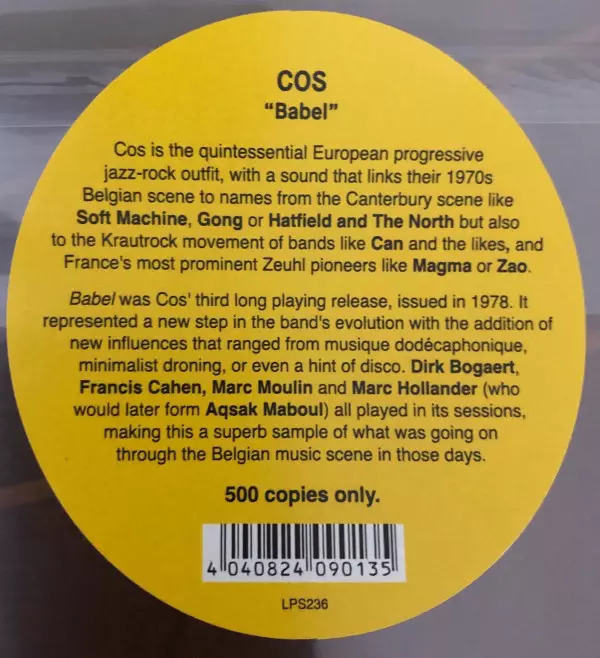 COS
“Babel”
Cos is the quintessential European progressive
jazz-rock outfit, with a sound that links their 1970s
Belgian scene to names from the Canterbury scene like
Soft Machine, Gong or Hatfield and The North but also
to the Krautrock movement of bands like Can and the likes, and
France's most prominent Zeuhl pioneers like Magma or Zao.
Babel was Cos' third long playing release, issued in 1978. It
represented a new step in the band's evolution with the addition of
new influences that ranged from musique dodécaphonique,
minimalist droning, or even a hint of disco. Dirk Bogaert,
Francis Cahen, Marc Moulin and Marc Hollander (who
would later form Aqsak Maboul) all played in its sessions,
making this a superb sample of what was going on
through the Belgian music scene in those days.
500 copies only.
4 040824 090135
LPS236